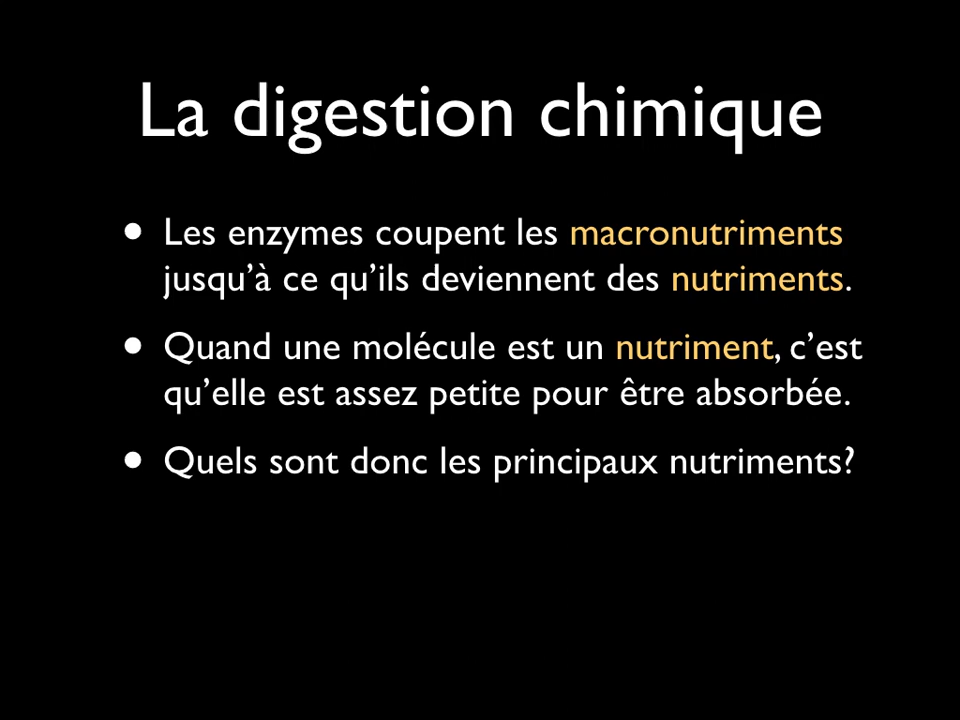 La digestion chimique
• Les enzymes coupent les macronutriments
jusqu’à ce qu’ils deviennent des nutriments.
• Quand une molécule est un nutriment, c’est
qu’elle est assez petite pour être absorbée.
• Quels sont donc les principaux nutriments?